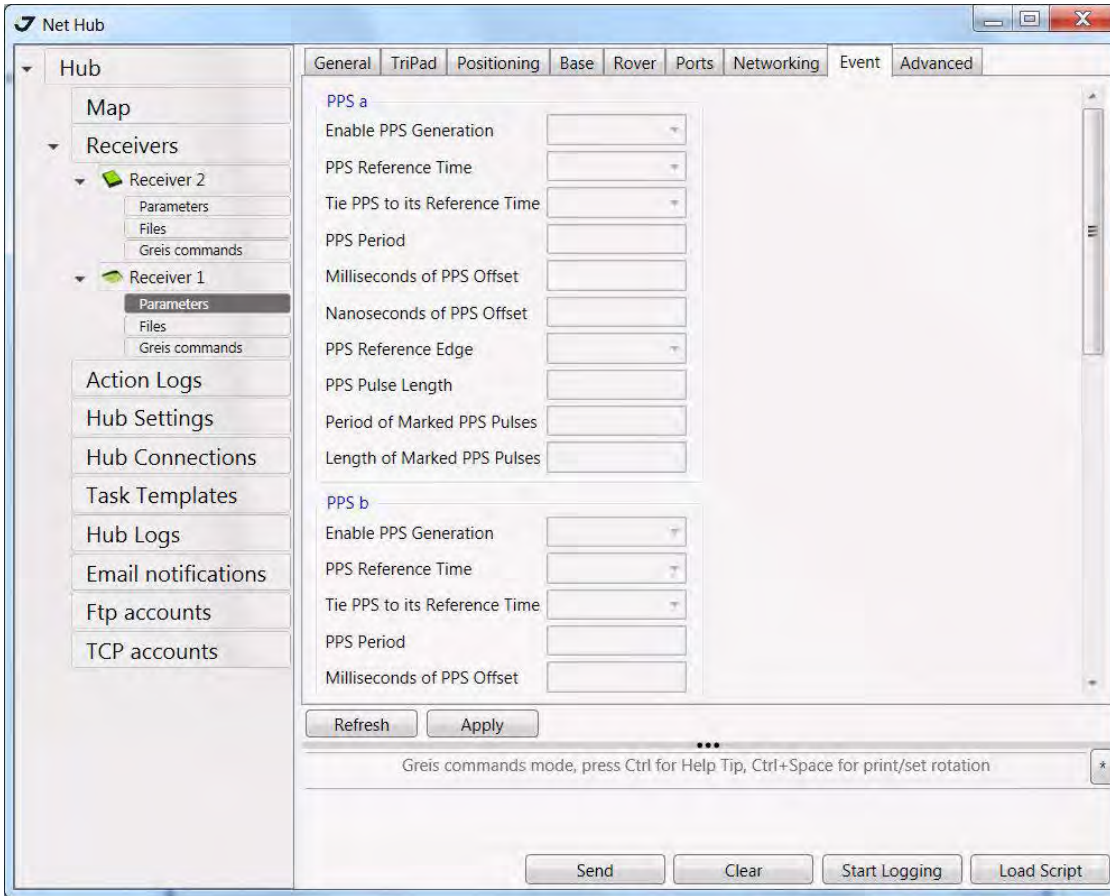 Net Hub
Hub
Map
Receivers
Receiver 2
Parameters
Files
Greis commands
Receiver 1
Parameters
Files
Greis commands
Action Logs
Hub Settings
Hub Connections
Task Templates
Hub Logs
Email notifications
Ftp accounts
TCP accounts
General TriPad Positioning Base Rover Ports Networking Event Advanced
PPS a
Enable PPS Generation
PPS Reference Time
Tie PPS to its Reference Time
PPS Period
Milliseconds of PPS Offset
Nanoseconds of PPS Offset
PPS Reference Edge
PPS Pulse Length
Period of Marked PPS Pulses
Length of Marked PPS Pulses
PPS b
Enable PPS Generation
PPS Reference Time
Tie PPS to its Reference Time
PPS Period
Milliseconds of PPS Offset
Refresh Apply
Greis commands mode, press Ctrl for Help Tip, Ctrl+Space for print/set rotation *
Send Clear Start Logging Load Script